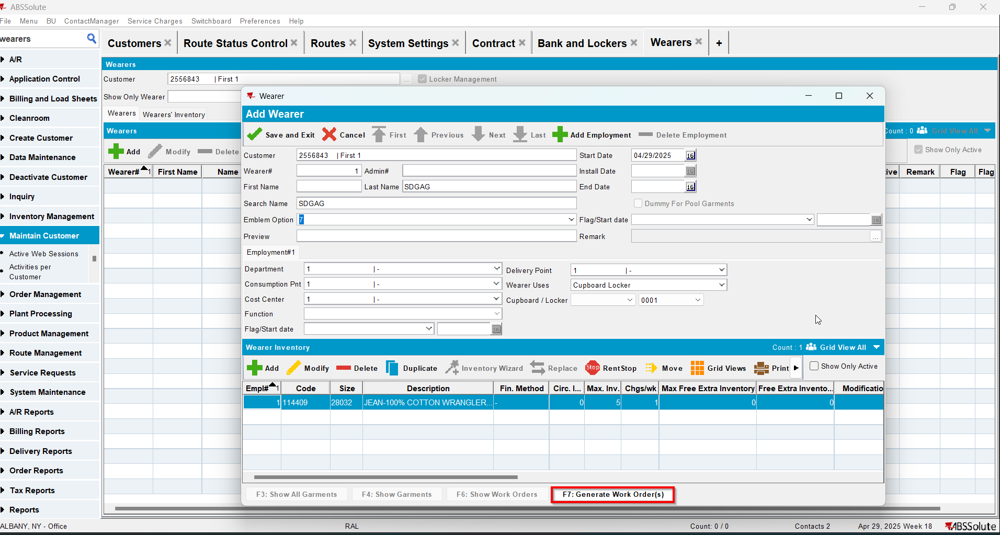 ABSSolute
File Menu BU ContactManager Service Charges Switchboard Preferences Help
wearers
Customers Route Status Control Routes System Settings Contract Bank and Lockers Wearers +
A/R
Application Control
Billing and Load Sheets
Cleanroom
Create Customer
Data Maintenance
Deactivate Customer
Inquiry
Inventory Management
Maintain Customer
Active Web Sessions
Activities per
Customer
Order Management
Plant Processing
Product Management
Route Management
Service Requests
System Maintenance
A/R Reports
Billing Reports
Delivery Reports
Order Reports
Tax Reports
Reports
Wearers
Customer 2556843 | First 1 ... Locker Management
Show Only Wearer
Wearers Wearers' Inventory
Wearers
Count : 0 Grid View All
Add Modify Delete
Show Only Active
Wearer# 1 First Name Name
ive Remark Flag Flag
Wearer
Add Wearer
Save and Exit Cancel First Previous Next Last Add Employment Delete Employment
Customer 2556843 | First 1 Start Date 04/29/2025 16
Wearer# 1 Admin# Install Date 16
First Name Last Name SDGAG End Date 16
Search Name SDGAG Dummy For Pool Garments
Emblem Option 7 Flag/Start date 16
Preview Remark ...
Employment#1
Department 1 | - Delivery Point 1 | -
Consumption Pnt 1 | - Wearer Uses Cupboard Locker
Cost Center 1 | - Cupboard / Locker 0001
Function
Flag/Start date 16
Wearer Inventory Count : 1 Grid View All
Add Modify Delete Duplicate Inventory Wizard Replace Stop RentStop Move Grid Views Print Show Only Active
Empl# 1 Code Size Description Fin. Method Circ. I... Max. Inv. Chgs/wk Max Free Extra Inventory Free Extra Invento... Modificatio
1 114409 28032 JEAN-100% COTTON WRANGLER... - 0 5 1 0 0
F3: Show All Garments F4: Show Garments F6: Show Work Orders F7: Generate Work Order(s)
ALBANY, NY - Office RAL Count: 0 / 0 Contacts 2 Apr 29, 2025 Week 18 ABSSolute